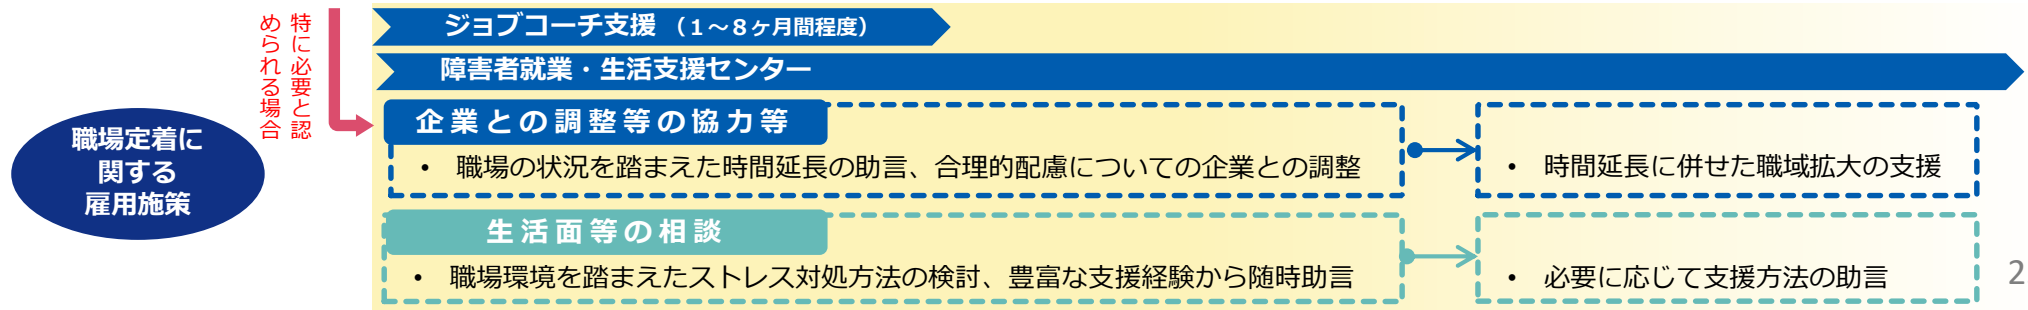 特に必要と認
められる場合
ジョブコーチ支援 （１～８ヶ月間程度）
障害者就業・生活支援センター
職場定着に
関する
雇用施策
企業との調整等の協力等
• 職場の状況を踏まえた時間延長の助言、合理的配慮についての企業との調整
• 時間延長に併せた職域拡大の支援
生活面等の相談
• 職場環境を踏まえたストレス対処方法の検討、豊富な支援経験から随時助言
• 必要に応じて支援方法の助言
2